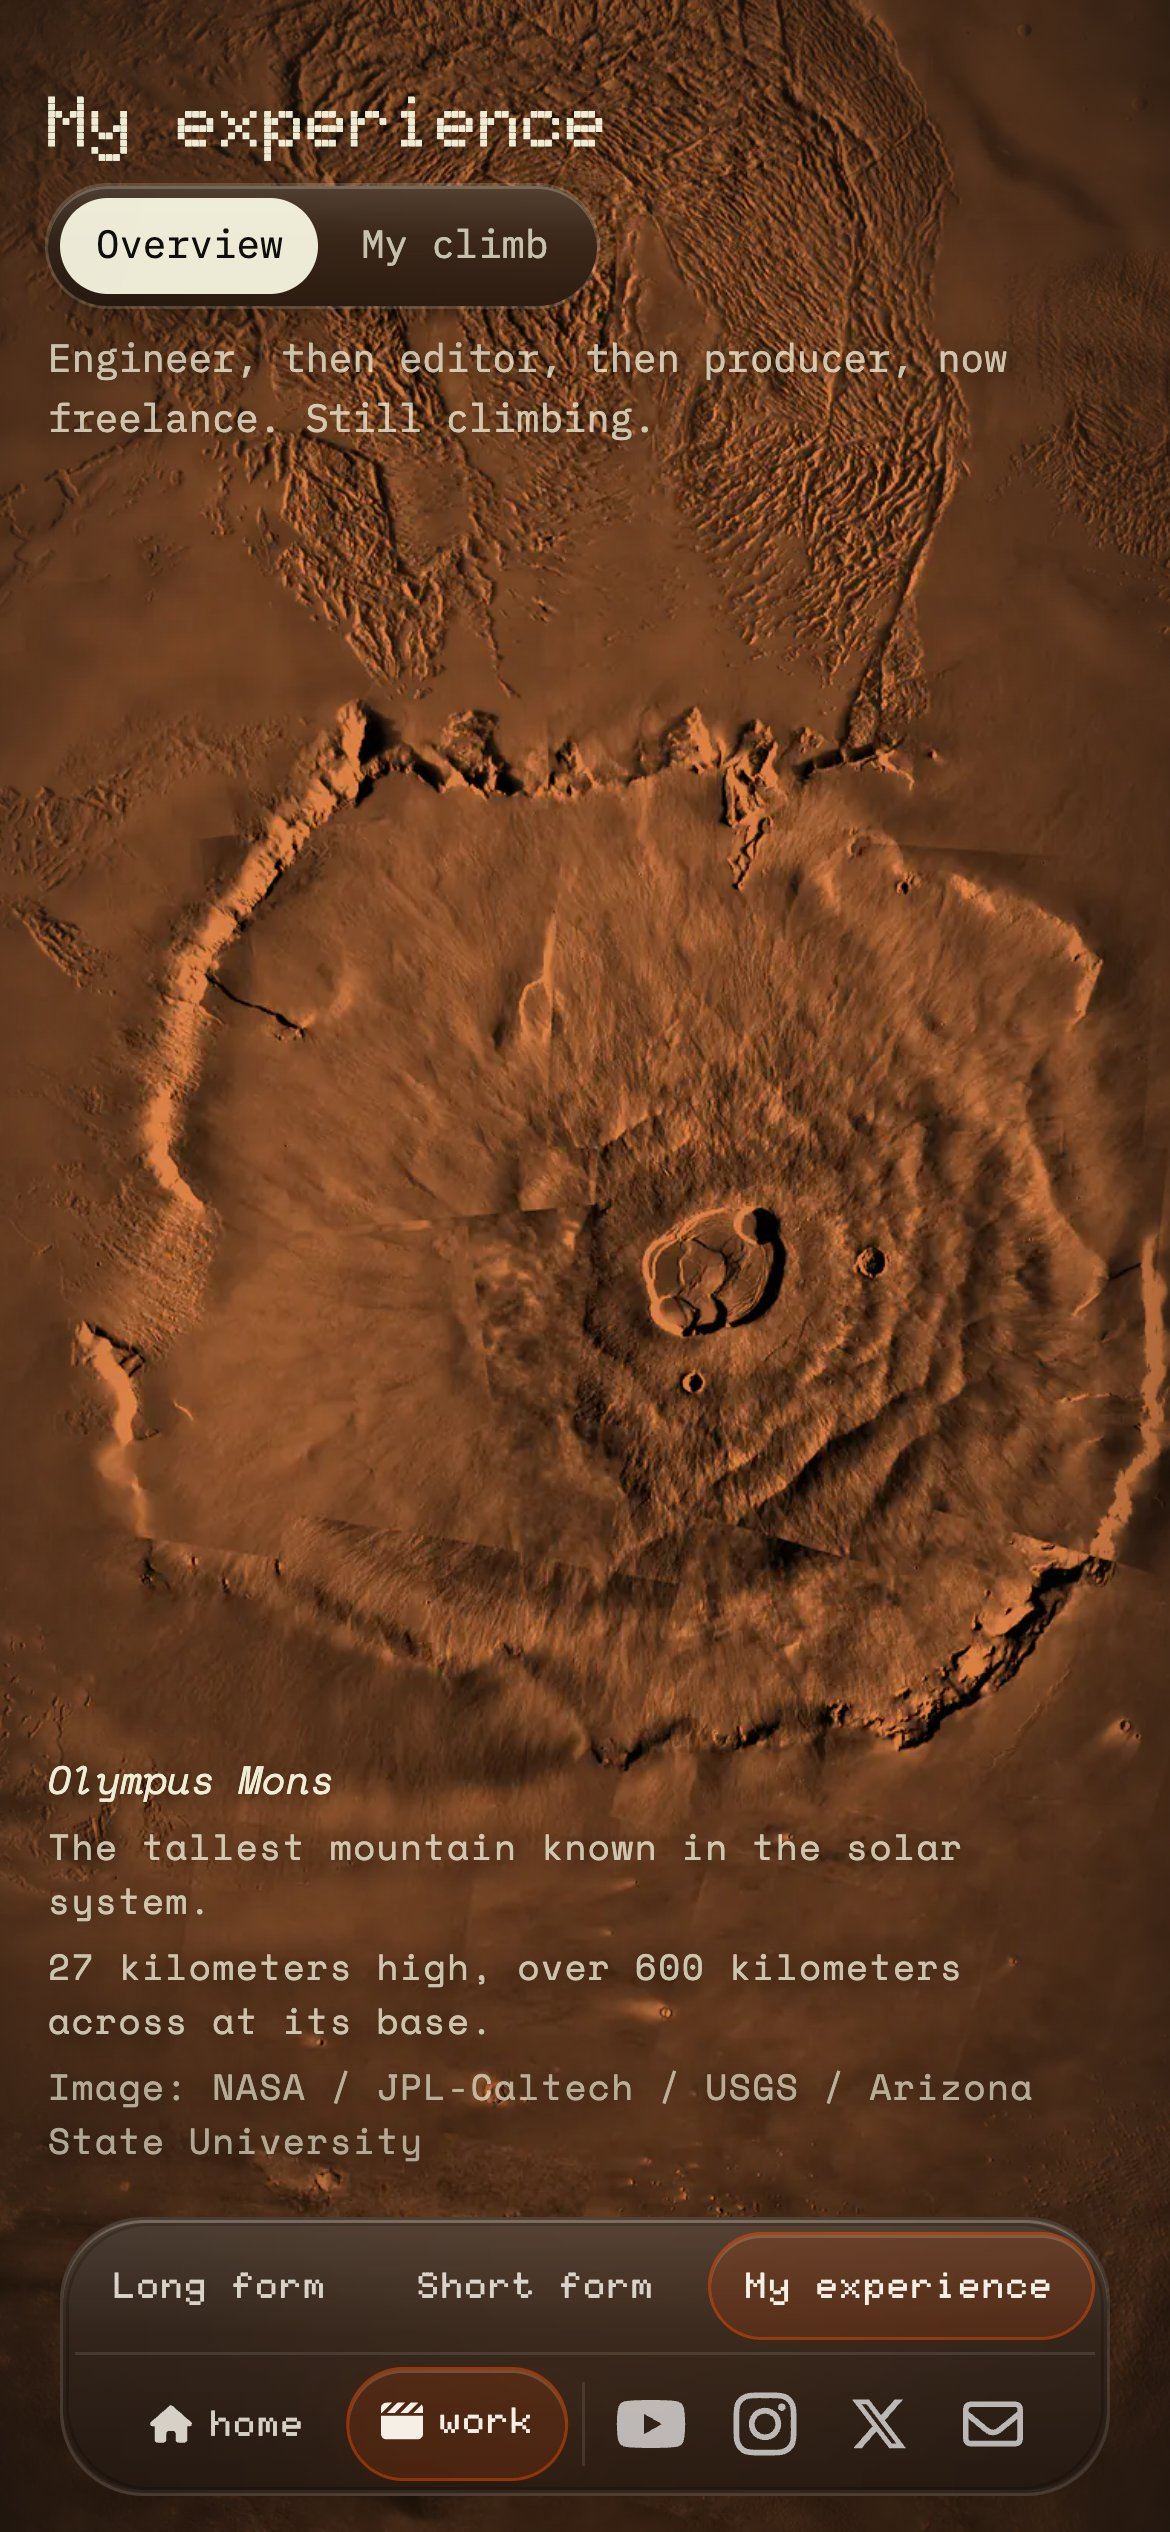 My experience
Overview My climb
Engineer, then editor, then producer, now
freelance. Still climbing.
Olympus Mons
The tallest mountain known in the solar
system.
27 kilometers high, over 600 kilometers
across at its base.
Image: NASA / JPL-Caltech / USGS / Arizona
State University
Long form Short form My experience
home work